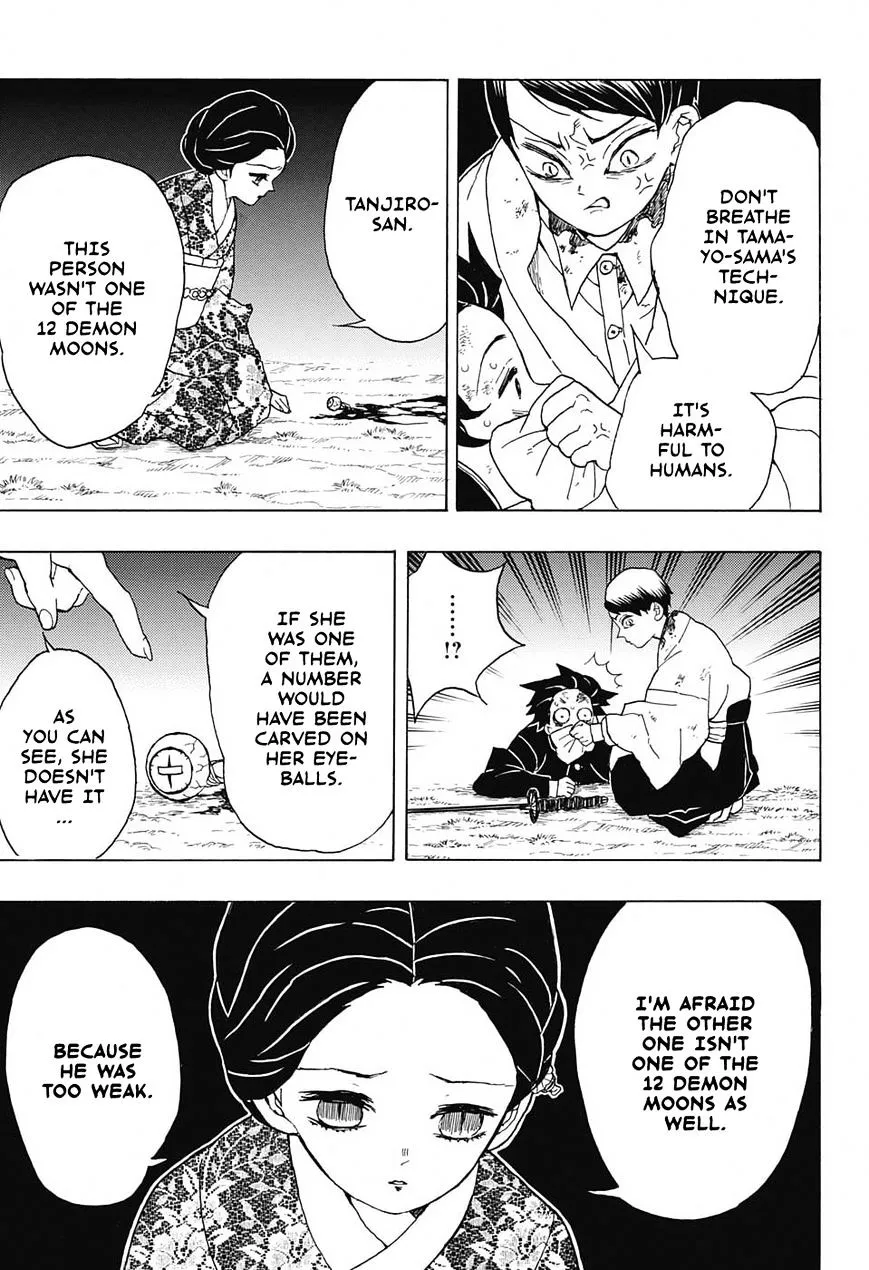 DON'T
BREATHE
IN TAMA-
YO-SAMA'S
TECH-
NIQUE.
IT'S
HARM-
FUL TO
HUMANS.
TANJIRO-
SAN.
THIS
PERSON
WASN'T ONE
OF THE
12 DEMON
MOONS.
......
!?
IF SHE
WAS ONE
OF THEM,
A NUMBER
WOULD
HAVE BEEN
CARVED ON
HER EYE-
BALLS.
AS
YOU CAN
SEE, SHE
DOESN'T
HAVE IT
...
I'M AFRAID
THE OTHER
ONE ISN'T
ONE OF THE
12 DEMON
MOONS AS
WELL.
BECAUSE
HE WAS
TOO WEAK.